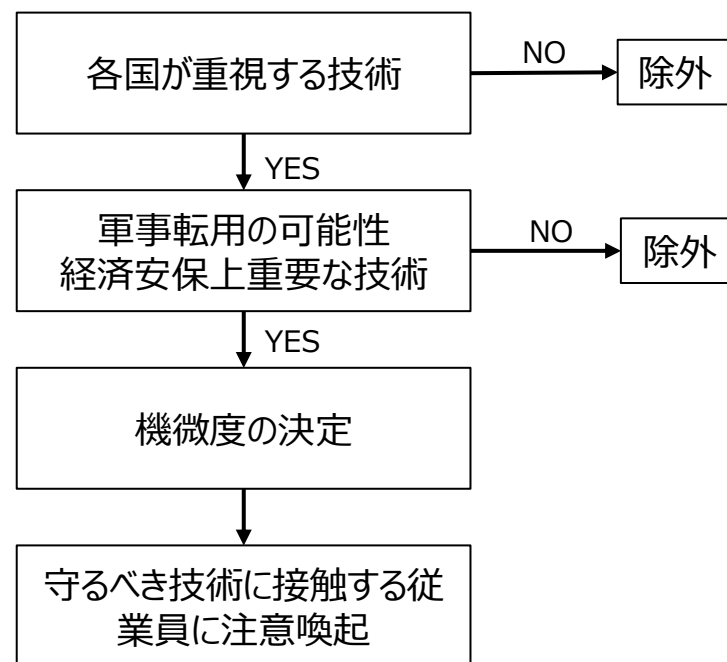 各国が重視する技術
NO
除外
YES
軍事転用の可能性
経済安保上重要な技術
NO
除外
YES
機微度の決定
守るべき技術に接触する従
業員に注意喚起